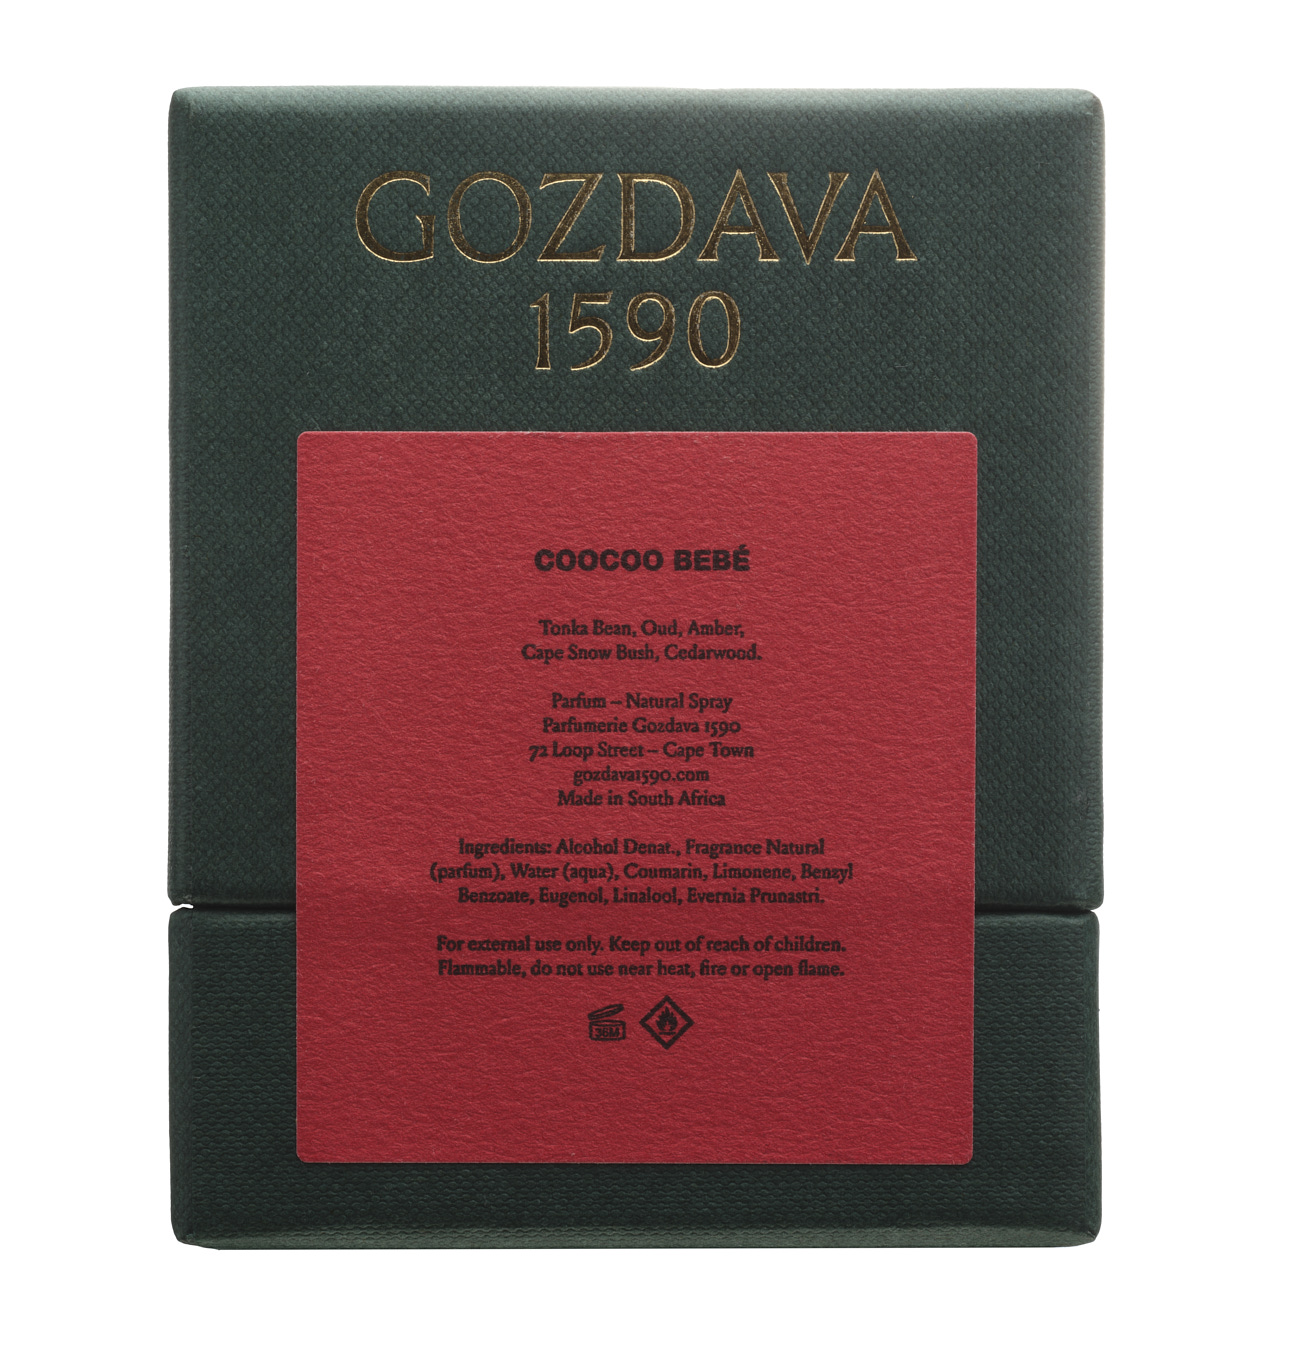 GOZDAVA
1590
COOCOO BEBÉ
Tonka Bean, Oud, Amber,
Cape Snow Bush, Cedarwood.
Parfum – Natural Spray
Parfumerie Gozdava 1590
72 Loop Street – Cape Town
gozdava1590.com
Made in South Africa
Ingredients: Alcohol Denat., Fragrance Natural
(parfum), Water (aqua), Coumarin, Limonene, Benzyl
Benzoate, Eugenol, Linalool, Evernia Prunastri.
For external use only. Keep out of reach of children.
Flammable, do not use near heat, fire or open flame.
36M